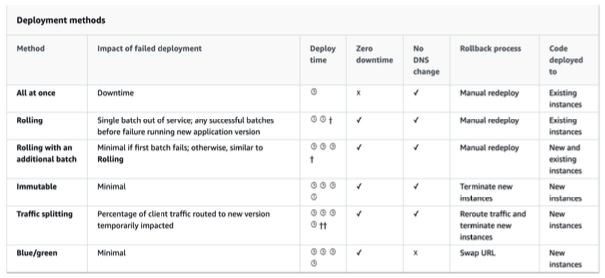 Deployment methods
Method Impact of failed deployment Deploy time Zero downtime No DNS change Rollback process Code deployed to
All at once Downtime x ✓ Manual redeploy Existing instances
Rolling Single batch out of service; any successful batches before failure running new application version † ✓ ✓ Manual redeploy Existing instances
Rolling with an additional batch Minimal if first batch fails; otherwise, similar to Rolling † ✓ ✓ Manual redeploy New and existing instances
Immutable Minimal ✓ ✓ Terminate new instances New instances
Traffic splitting Percentage of client traffic routed to new version temporarily impacted †† ✓ ✓ Reroute traffic and terminate new instances New instances
Blue/green Minimal ✓ x Swap URL New instances